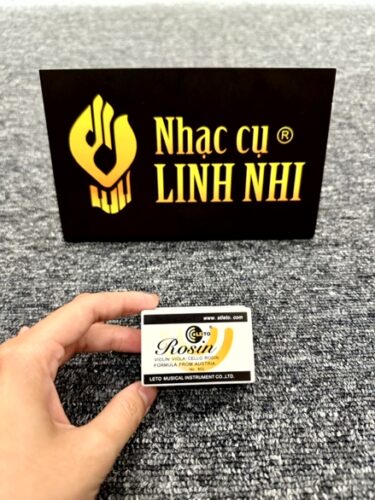 Nhạc cụ ®
LINH NHI
www. stleto. com
LETO
Rosin
VIOLIN VIOLA CELLO ROSIN
FORMULA FROM AUSTRIA
LETO MUSICAL INSTRUMENT CO.,LTD.